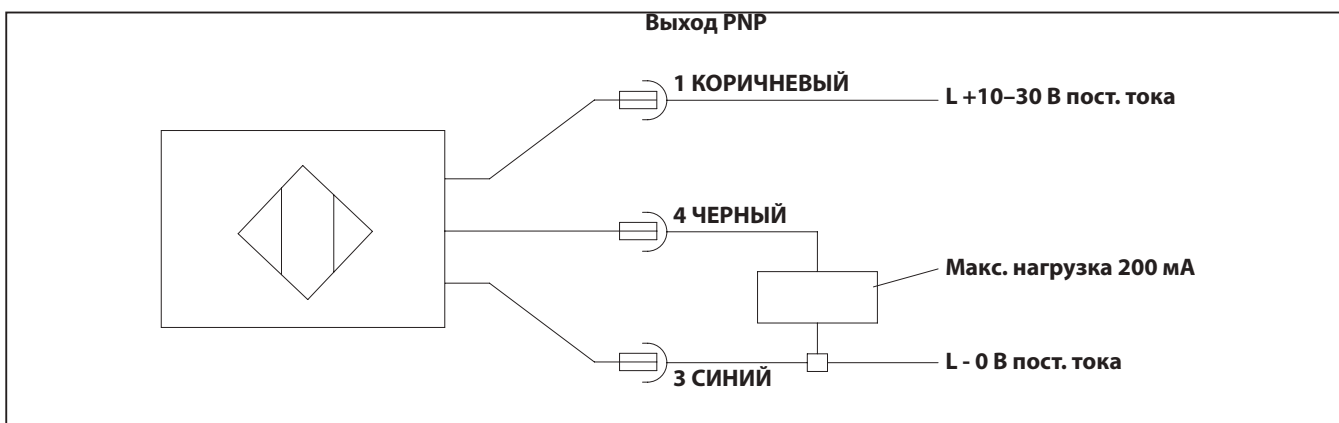 Выход PNP
1 КОРИЧНЕВЫЙ
L +10–30 В пост. тока
4 ЧЕРНЫЙ
Макс. нагрузка 200 мА
L - 0 В пост. тока
3 СИНИЙ